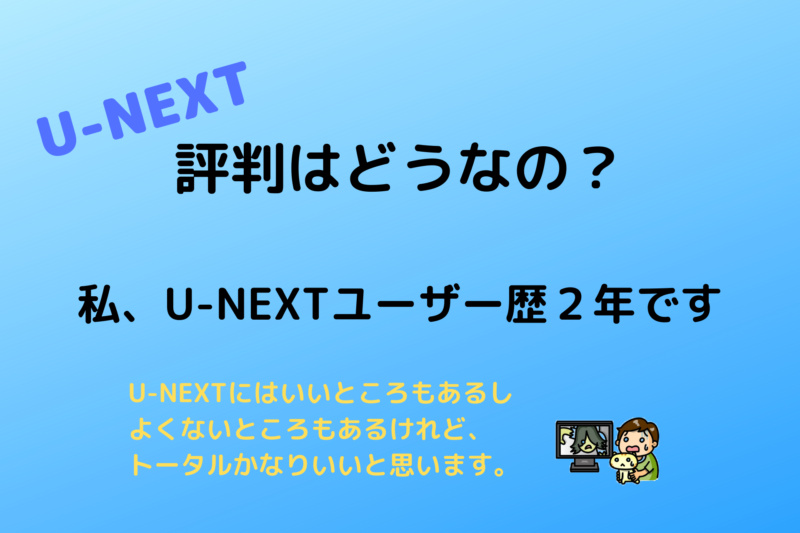 U-NEXT
評判はどうなの？
私、U-NEXTユーザー歴２年です
U-NEXTにはいいところもあるし
よくないところもあるけれど、
トータルかなりいいと思います。